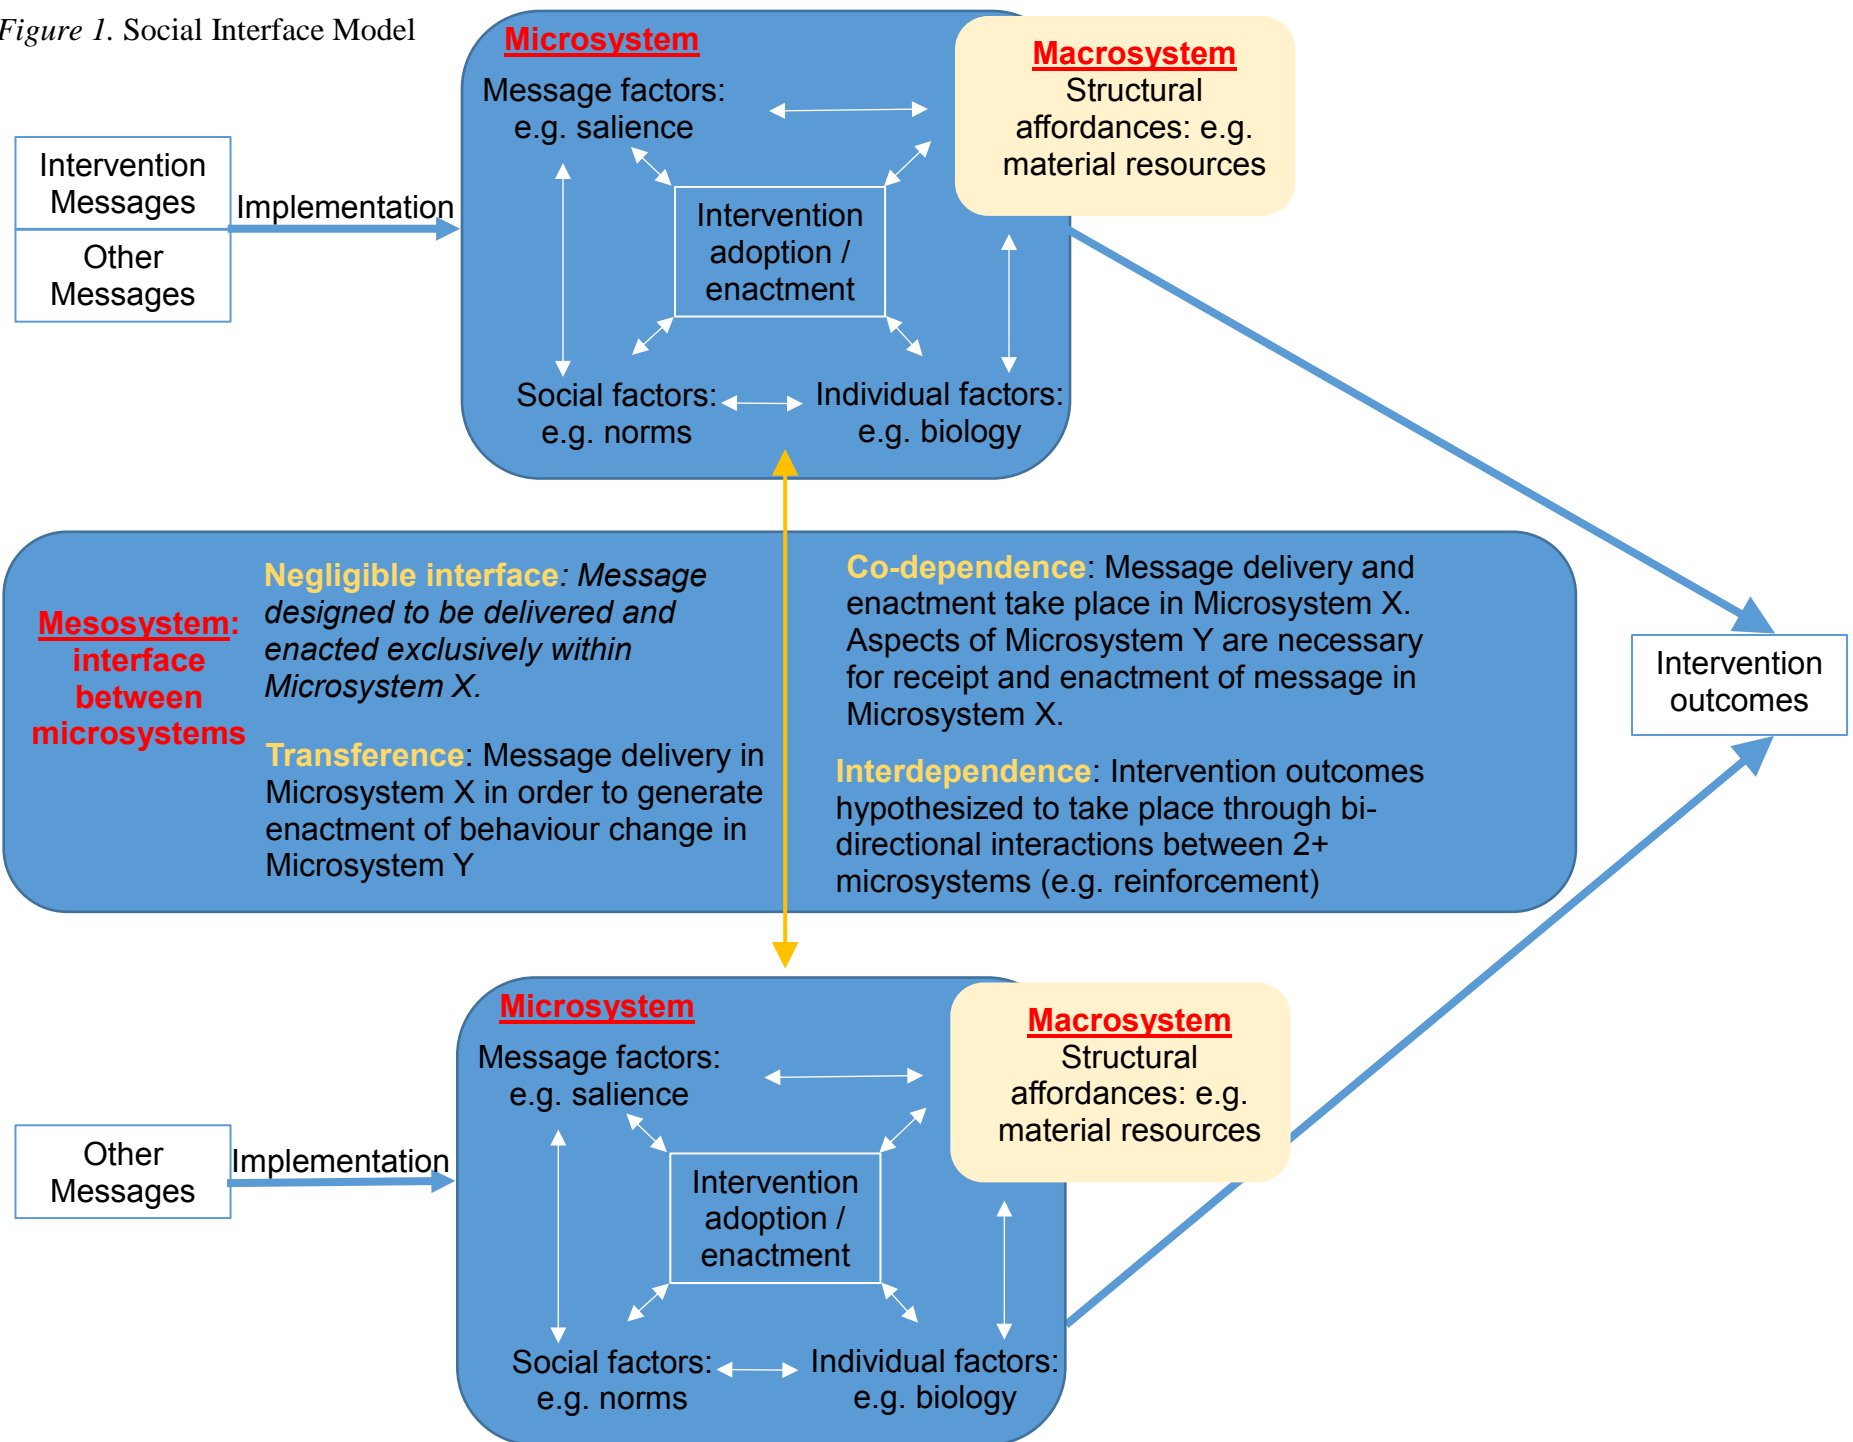 Figure 1. Social Interface Model
Microsystem
Message factors:
e.g. salience
Macrosystem
Structural
affordances: e.g.
material resources
Intervention
Messages
Other
Messages
Implementation
Intervention
adoption /
enactment
Social factors:
e.g. norms
Individual factors:
e.g. biology
Mesosystem:
interface
between
microsystems
Negligible interface: Message
designed to be delivered and
enacted exclusively within
Microsystem X.
Transference: Message delivery in
Microsystem X in order to generate
enactment of behaviour change in
Microsystem Y
Co-dependence: Message delivery and
enactment take place in Microsystem X.
Aspects of Microsystem Y are necessary
for receipt and enactment of message in
Microsystem X.
Interdependence: Intervention outcomes
hypothesized to take place through bi-
directional interactions between 2+
microsystems (e.g. reinforcement)
Intervention
outcomes
Microsystem
Message factors:
e.g. salience
Macrosystem
Structural
affordances: e.g.
material resources
Other
Messages
Implementation
Intervention
adoption /
enactment
Social factors:
e.g. norms
Individual factors:
e.g. biology